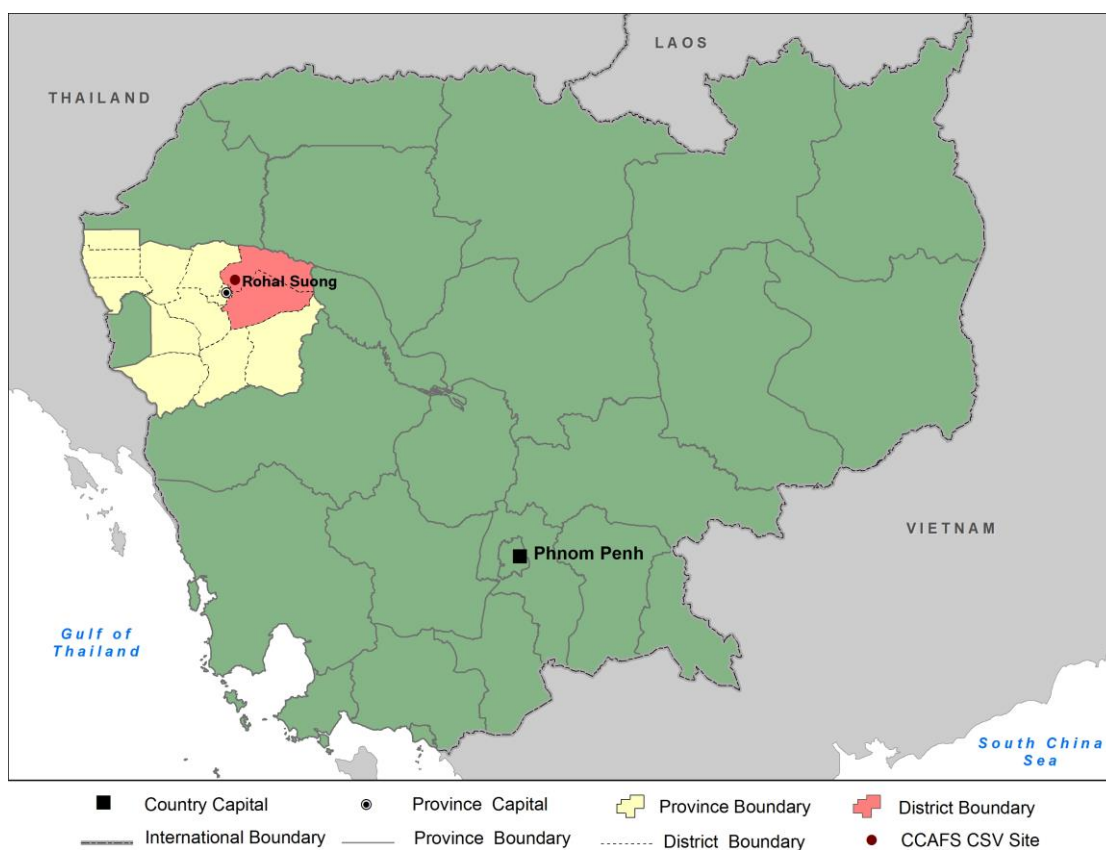 LAOS
THAILAND
Rohal Suong
VIETNAM
Phnom Penh
Gulf of
Thailand
South China
Sea
Country Capital
Province Capital
Province Boundary
District Boundary
International Boundary
Province Boundary
District Boundary
CCAFS CSV Site